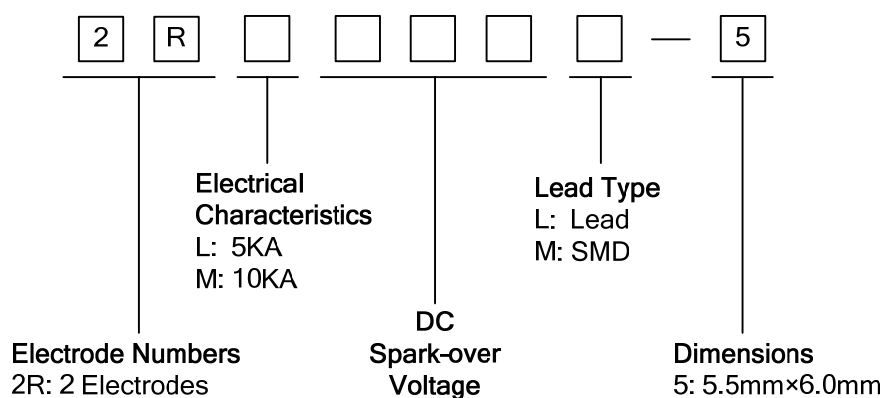 2 R — 5
Electrical
Characteristics
L: 5KA
M: 10KA
Lead Type
L: Lead
M: SMD
Electrode Numbers
2R: 2 Electrodes
DC
Spark-over
Voltage
Dimensions
5: 5.5mm×6.0mm